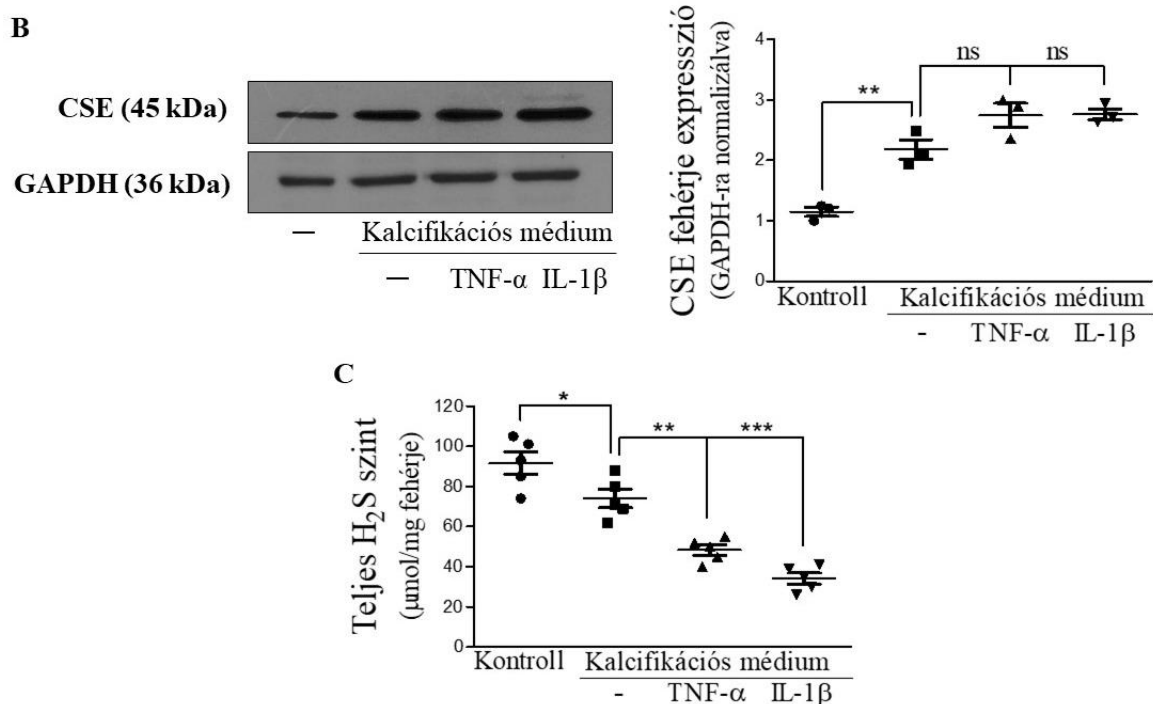 B
CSE (45 kDa)
GAPDH (36 kDa)
— Kalcifikációs médium
— TNF-α IL-1β
CSE fehérje expresszió
(GAPDH-ra normalizálva)
4
3
2
1
0
** ns ns
Kontroll Kalcifikációs médium
- TNF-α IL-1β
C
Teljes H₂S szint
(µmol/mg fehérje)
120
100
80
60
40
20
0
* ** ***
Kontroll Kalcifikációs médium
- TNF-α IL-1β